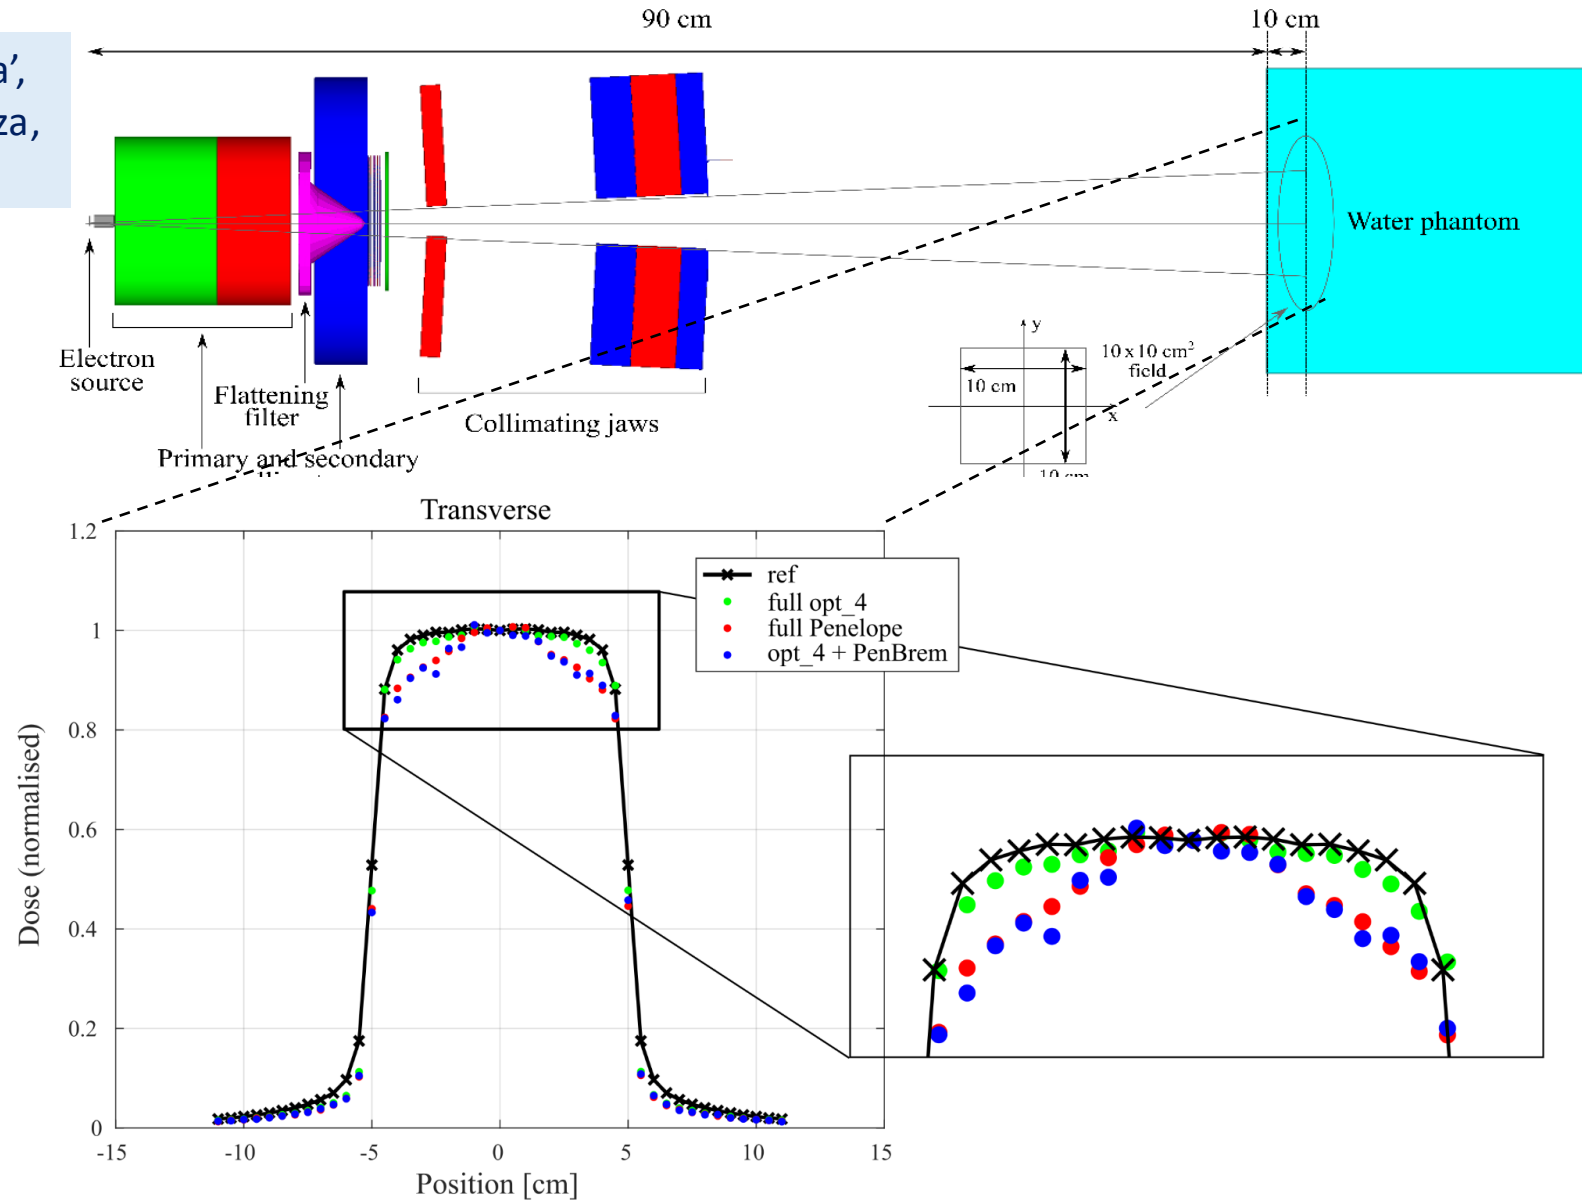 90 cm
10 cm
a’,
za,
Water phantom
y
10 x 10 cm²
field
10 cm
x
10 cm
Electron
source
Flattening
filter
Collimating jaws
Primary and secondary
Transverse
ref
full opt_4
full Penelope
opt_4 + PenBrem
Dose (normalised)
1.2
1
0.8
0.6
0.4
0.2
0
-15
-10
-5
0
5
10
15
Position [cm]